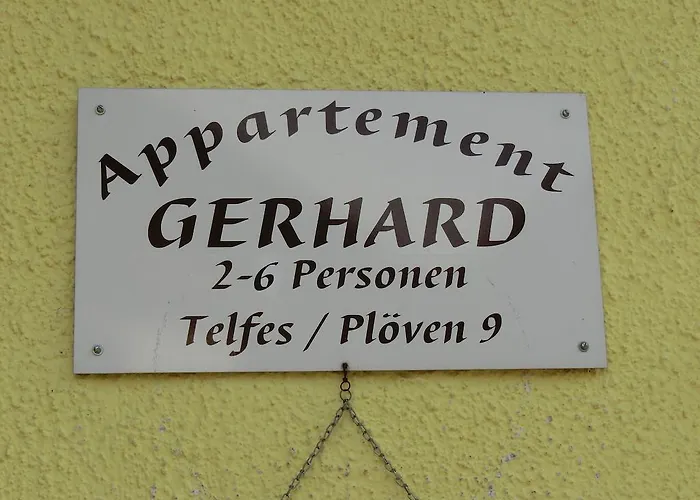 Appartement
GERHARD
2-6 Personen
Telfes / Plöven 9